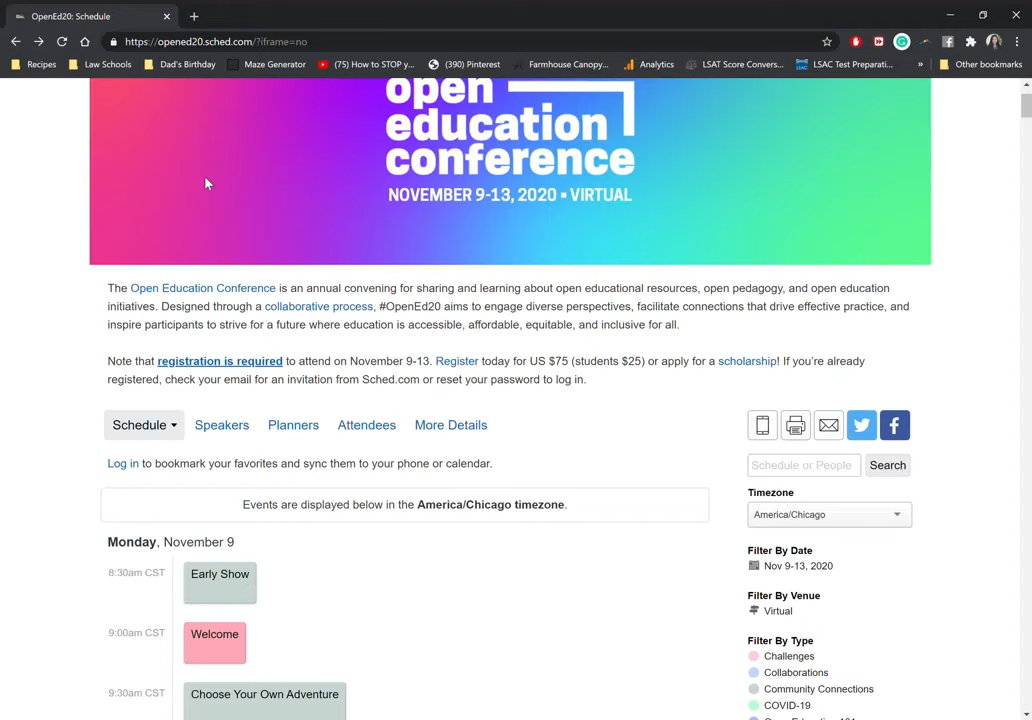 OpenEd20: Schedule
https://opened20.sched.com/?iframe=no
Recipes
Law Schools
Dad's Birthday
Maze Generator
(75) How to STOP y...
(390) Pinterest
Farmhouse Canopy...
Analytics
LSAT Score Convers...
LSAC Test Preparati...
»
Other bookmarks
open
education
conference
NOVEMBER 9-13, 2020 • VIRTUAL
The Open Education Conference is an annual convening for sharing and learning about open educational resources, open pedagogy, and open education
initiatives. Designed through a collaborative process, #OpenEd20 aims to engage diverse perspectives, facilitate connections that drive effective practice, and
inspire participants to strive for a future where education is accessible, affordable, equitable, and inclusive for all.
Note that registration is required to attend on November 9-13. Register today for US $75 (students $25) or apply for a scholarship! If you're already
registered, check your email for an invitation from Sched.com or reset your password to log in.
Schedule
Speakers
Planners
Attendees
More Details
Log in to bookmark your favorites and sync them to your phone or calendar.
Events are displayed below in the America/Chicago timezone.
Monday, November 9
8:30am CST
Early Show
9:00am CST
Welcome
9:30am CST
Choose Your Own Adventure
Schedule or People
Search
Timezone
America/Chicago
Filter By Date
Nov 9-13, 2020
Filter By Venue
Virtual
Filter By Type
Challenges
Collaborations
Community Connections
COVID-19